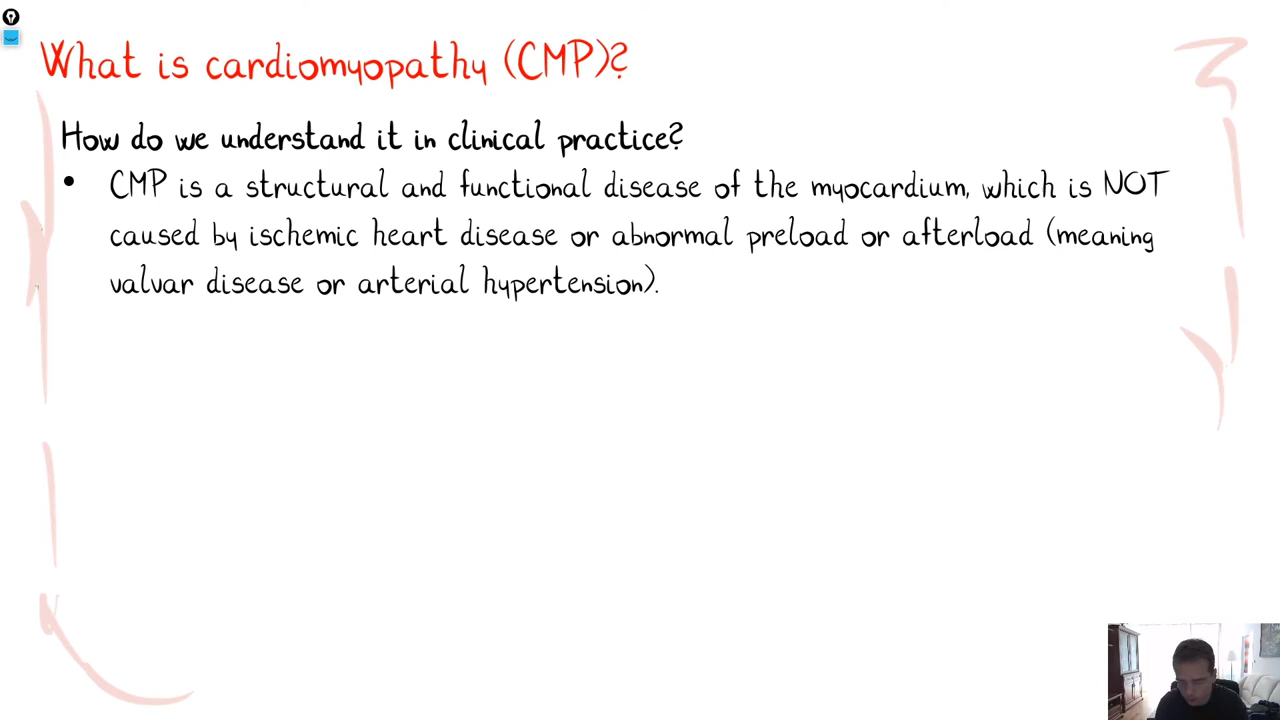 What is cardiomyopathy (CMP)?
How do we understand it in clinical practice?
• CMP is a structural and functional disease of the myocardium, which is NOT
caused by ischemic heart disease or abnormal preload or afterload (meaning
valvar disease or arterial hypertension).